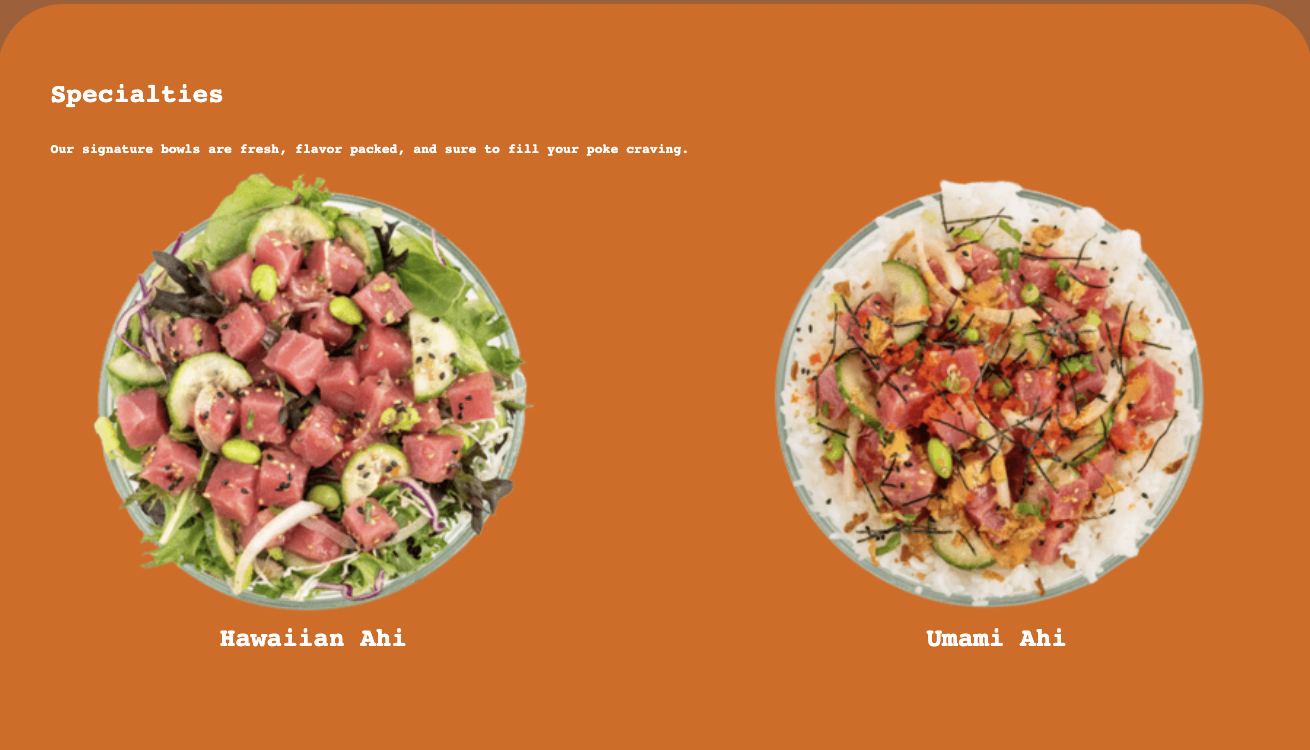 Specialties
Our signature bowls are fresh, flavor packed, and sure to fill your poke craving.
Hawaiian Ahi
Umami Ahi